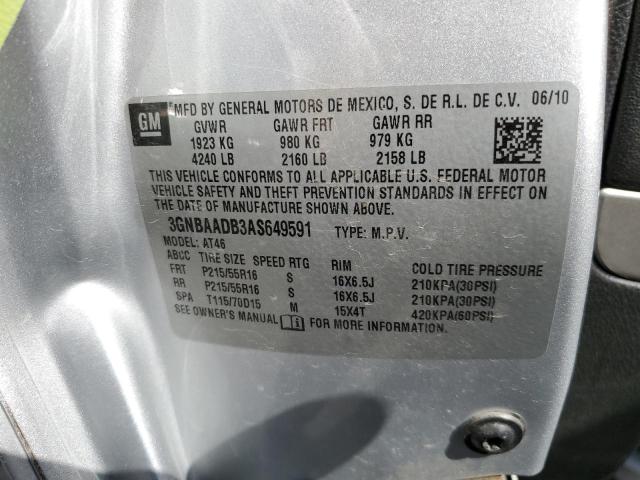 GM MFD BY GENERAL MOTORS DE MEXICO, S. DE R.L. DE C.V. 06/10
GVWR GAWR FRT GAWR RR
1923 KG 980 KG 979 KG
4240 LB 2160 LB 2158 LB
THIS VEHICLE CONFORMS TO ALL APPLICABLE U.S. FEDERAL MOTOR
VEHICLE SAFETY AND THEFT PREVENTION STANDARDS IN EFFECT ON
THE DATE OF MANUFACTURE SHOWN ABOVE.
3GNBAADB3AS649591 TYPE: M.P.V.
MODEL: AT46
ABCC TIRE SIZE SPEED RTG RIM COLD TIRE PRESSURE
FRT P215/55R16 S 16X6.5J 210KPA(30PSI)
RR P215/55R16 S 16X6.5J 210KPA(30PSI)
SPA T115/70D15 M 15X4T 420KPA(60PSI)
SEE OWNER'S MANUAL FOR MORE INFORMATION.